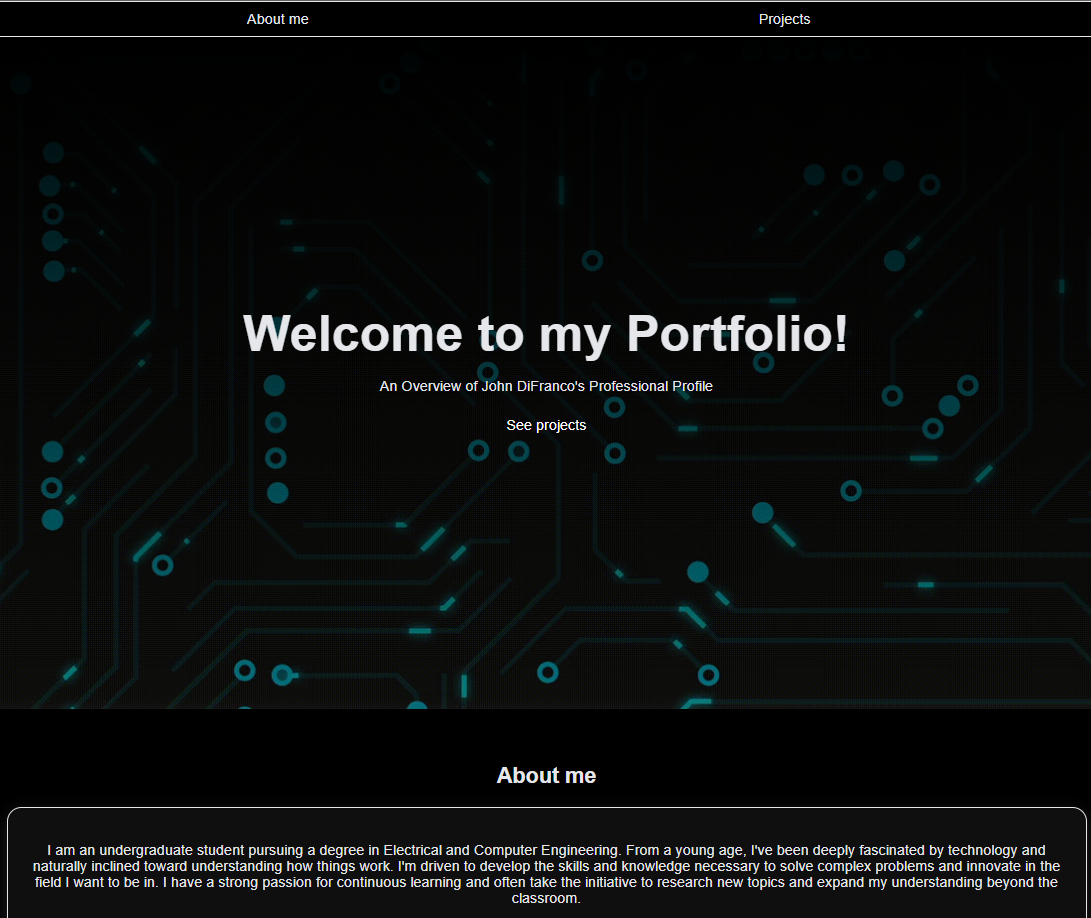 About me
Projects
Welcome to my Portfolio!
An Overview of John DiFranco's Professional Profile
See projects
About me
I am an undergraduate student pursuing a degree in Electrical and Computer Engineering. From a young age, I've been deeply fascinated by technology and
naturally inclined toward understanding how things work. I'm driven to develop the skills and knowledge necessary to solve complex problems and innovate in the
field I want to be in. I have a strong passion for continuous learning and often take the initiative to research new topics and expand my understanding beyond the
classroom.